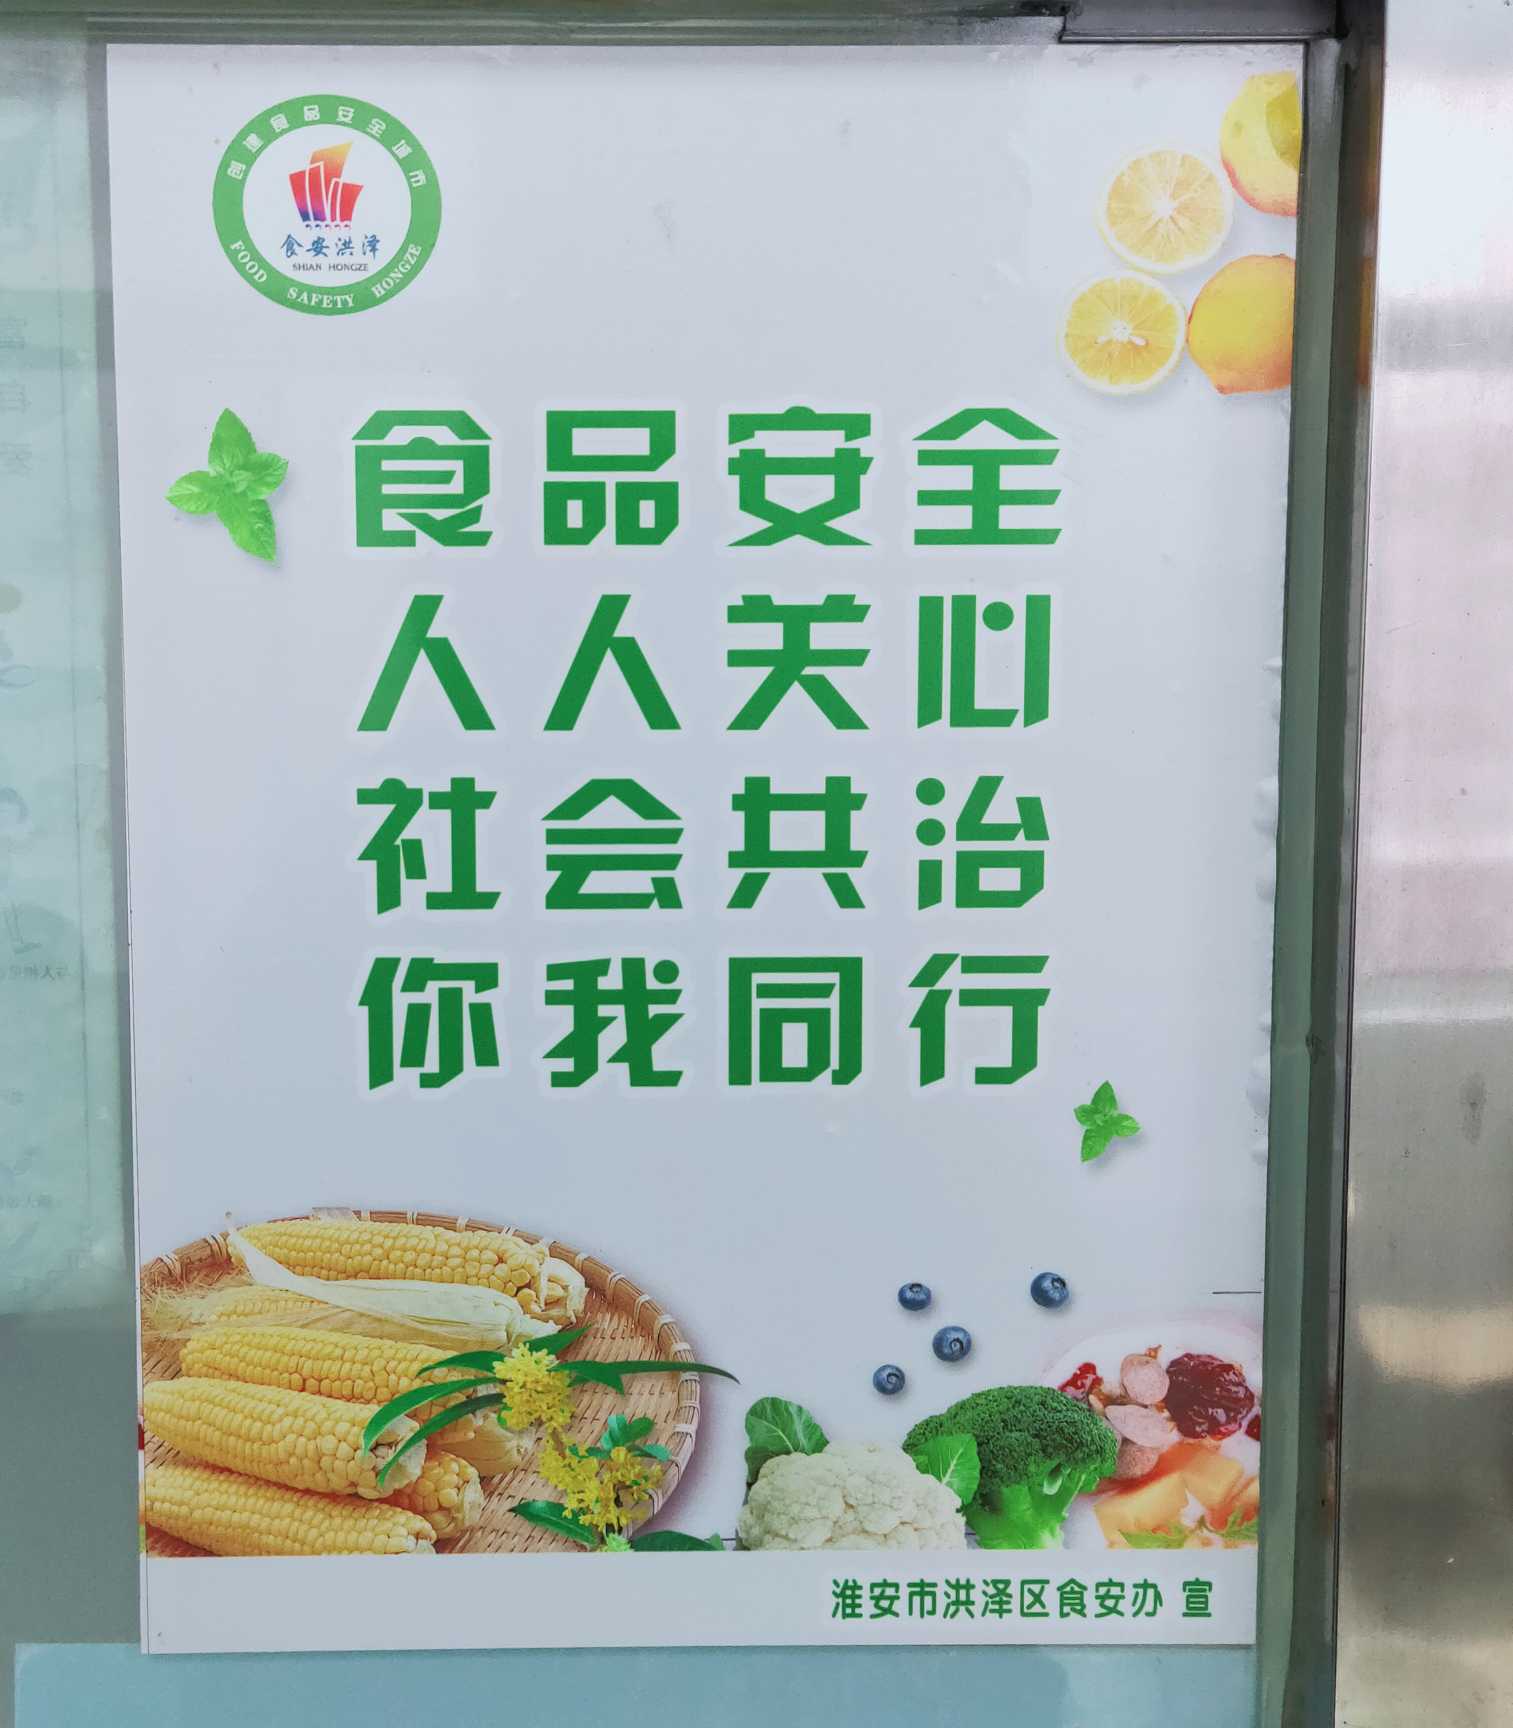 创建食品安全城市
食安洪泽
SHIAN HONGZE
FOOD SAFETY HONGZE
食品安全
人人关心
社会共治
你我同行
淮安市洪泽区食安办 宣